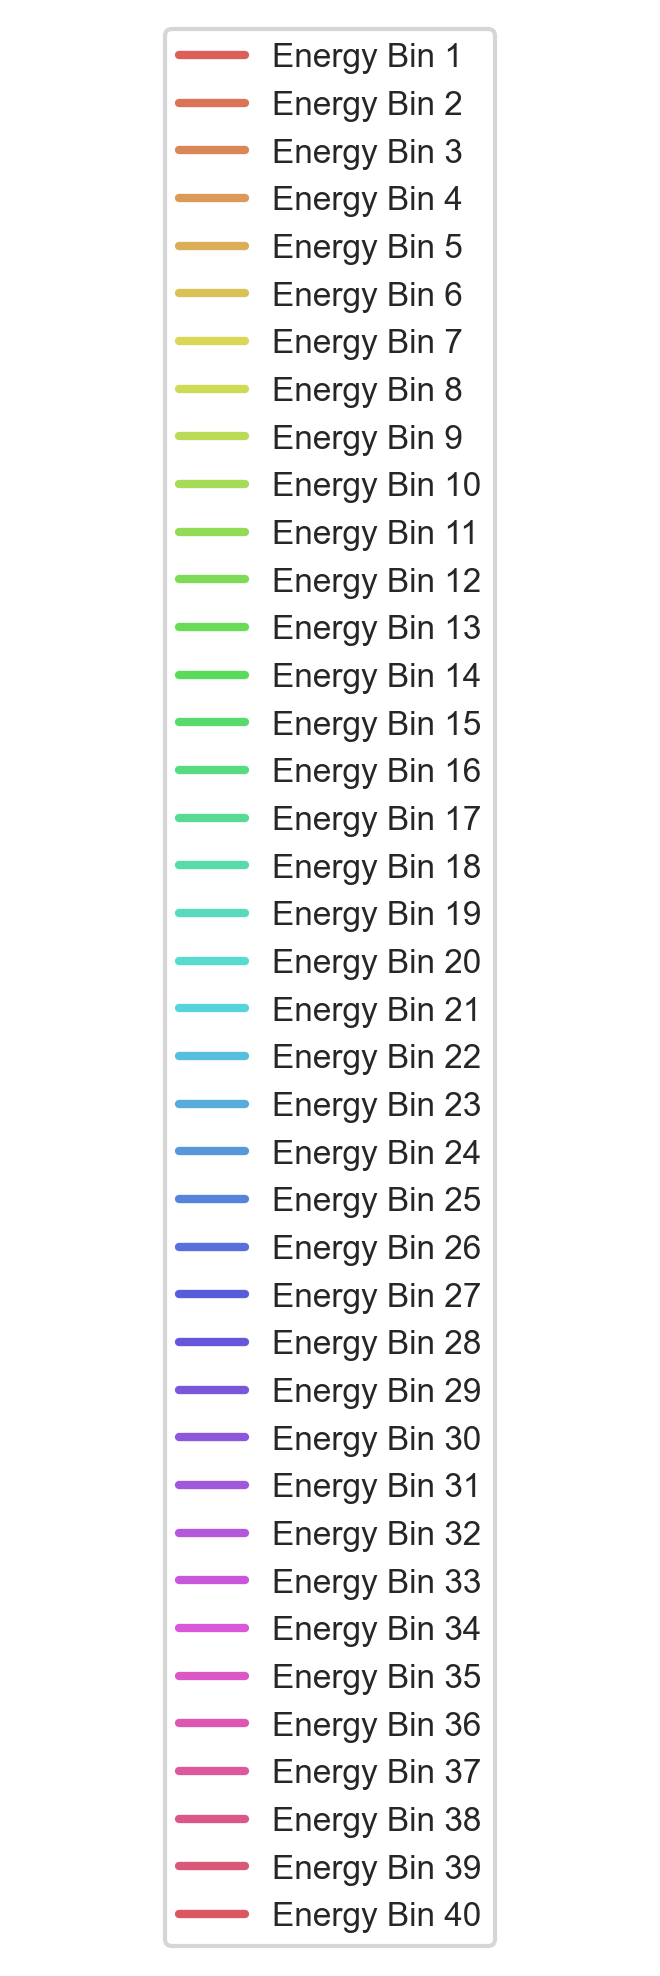 Energy Bin 1
Energy Bin 2
Energy Bin 3
Energy Bin 4
Energy Bin 5
Energy Bin 6
Energy Bin 7
Energy Bin 8
Energy Bin 9
Energy Bin 10
Energy Bin 11
Energy Bin 12
Energy Bin 13
Energy Bin 14
Energy Bin 15
Energy Bin 16
Energy Bin 17
Energy Bin 18
Energy Bin 19
Energy Bin 20
Energy Bin 21
Energy Bin 22
Energy Bin 23
Energy Bin 24
Energy Bin 25
Energy Bin 26
Energy Bin 27
Energy Bin 28
Energy Bin 29
Energy Bin 30
Energy Bin 31
Energy Bin 32
Energy Bin 33
Energy Bin 34
Energy Bin 35
Energy Bin 36
Energy Bin 37
Energy Bin 38
Energy Bin 39
Energy Bin 40